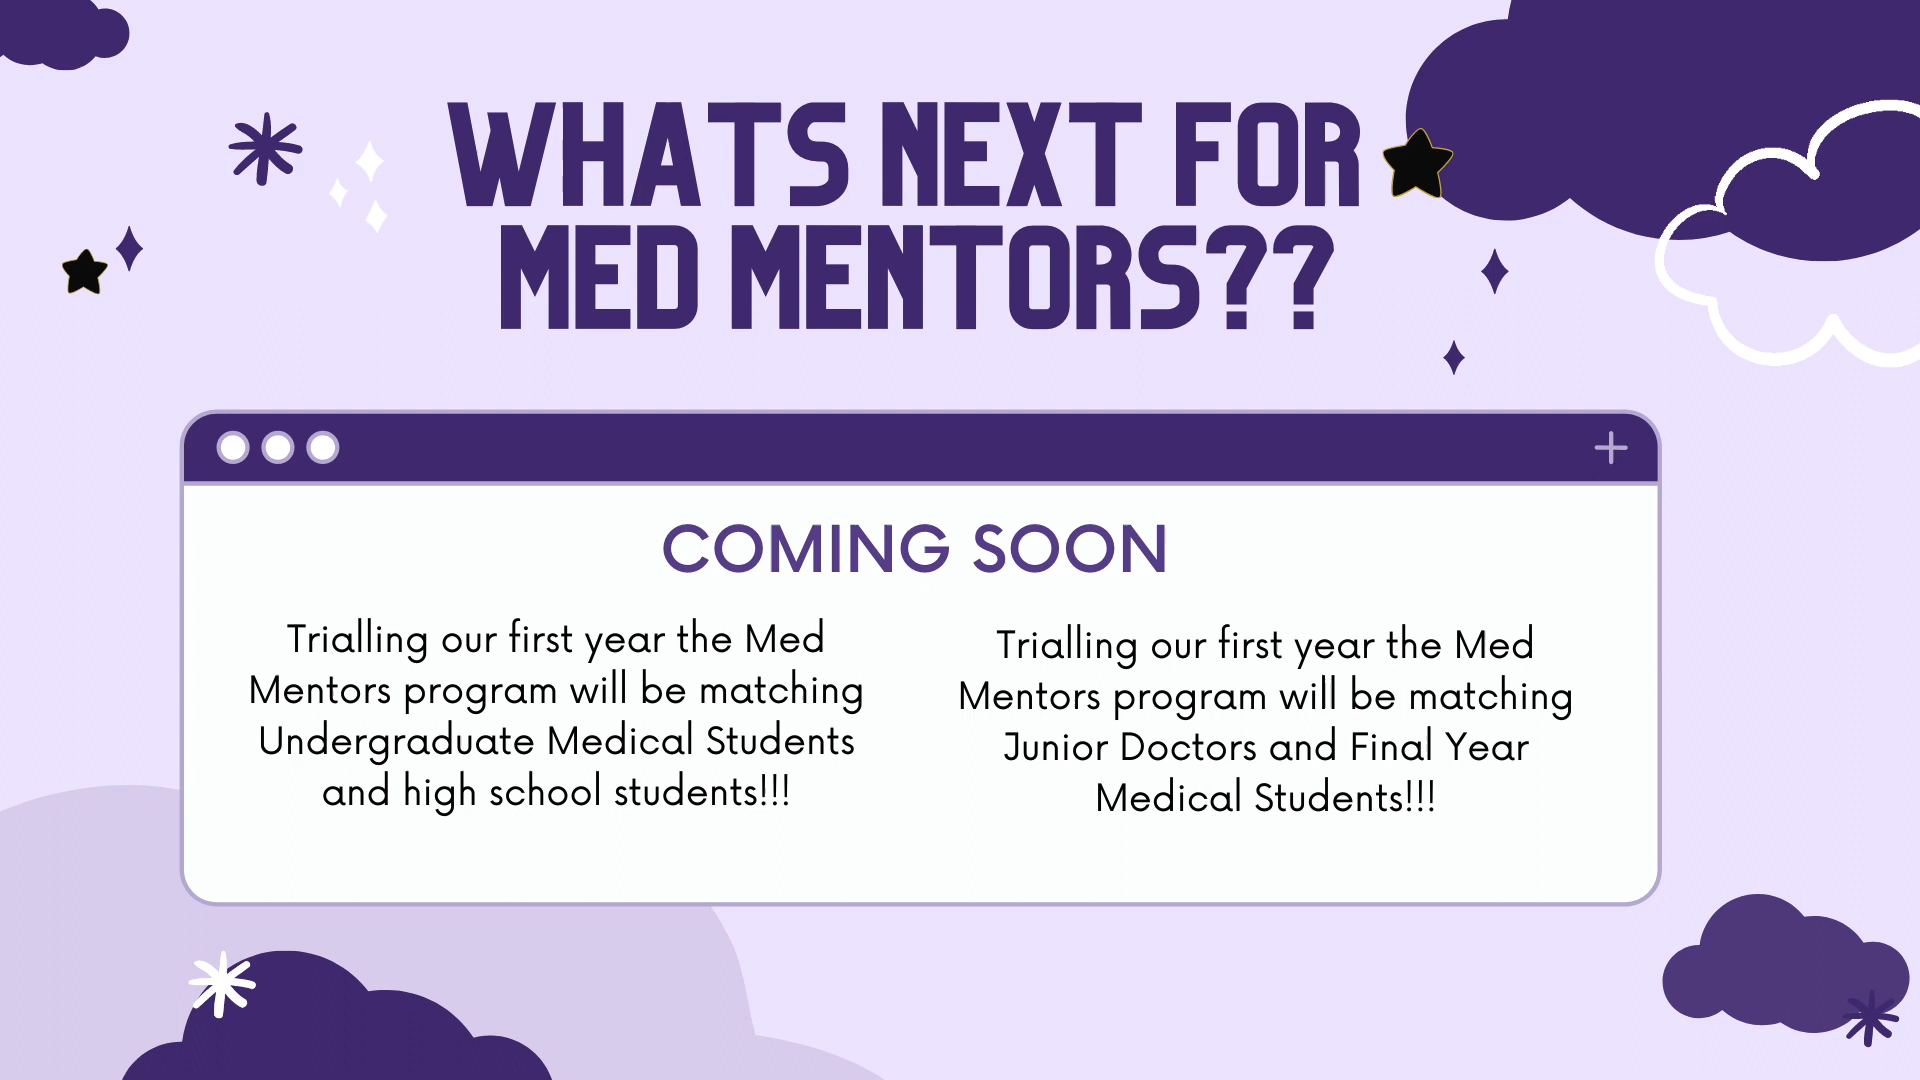 WHATS NEXT FOR
MED MENTORS??
COMING SOON
Trialling our first year the Med
Mentors program will be matching
Undergraduate Medical Students
and high school students!!!
Trialling our first year the Med
Mentors program will be matching
Junior Doctors and Final Year
Medical Students!!!